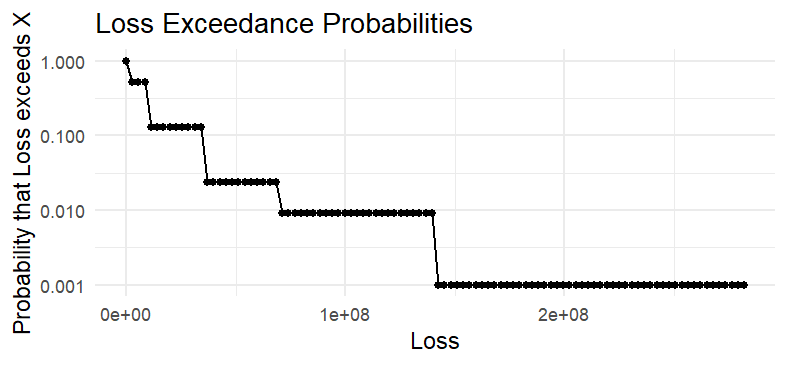 Loss Exceedance Probabilities
Probability that Loss exceeds X
1.000
0.100
0.010
0.001
0e+00
1e+08
2e+08
Loss